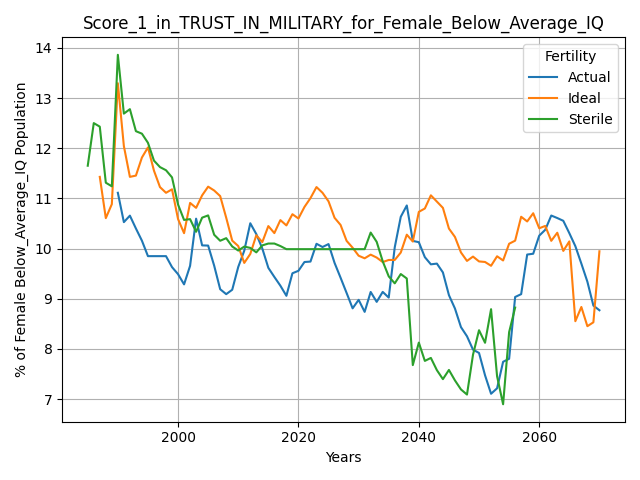 Score_1_in_TRUST_IN_MILITARY_for_Female_Below_Average_IQ
% of Female Below_Average_IQ Population
14
13
12
11
10
9
8
7
Fertility
Actual
Ideal
Sterile
2000
2020
2040
2060
Years